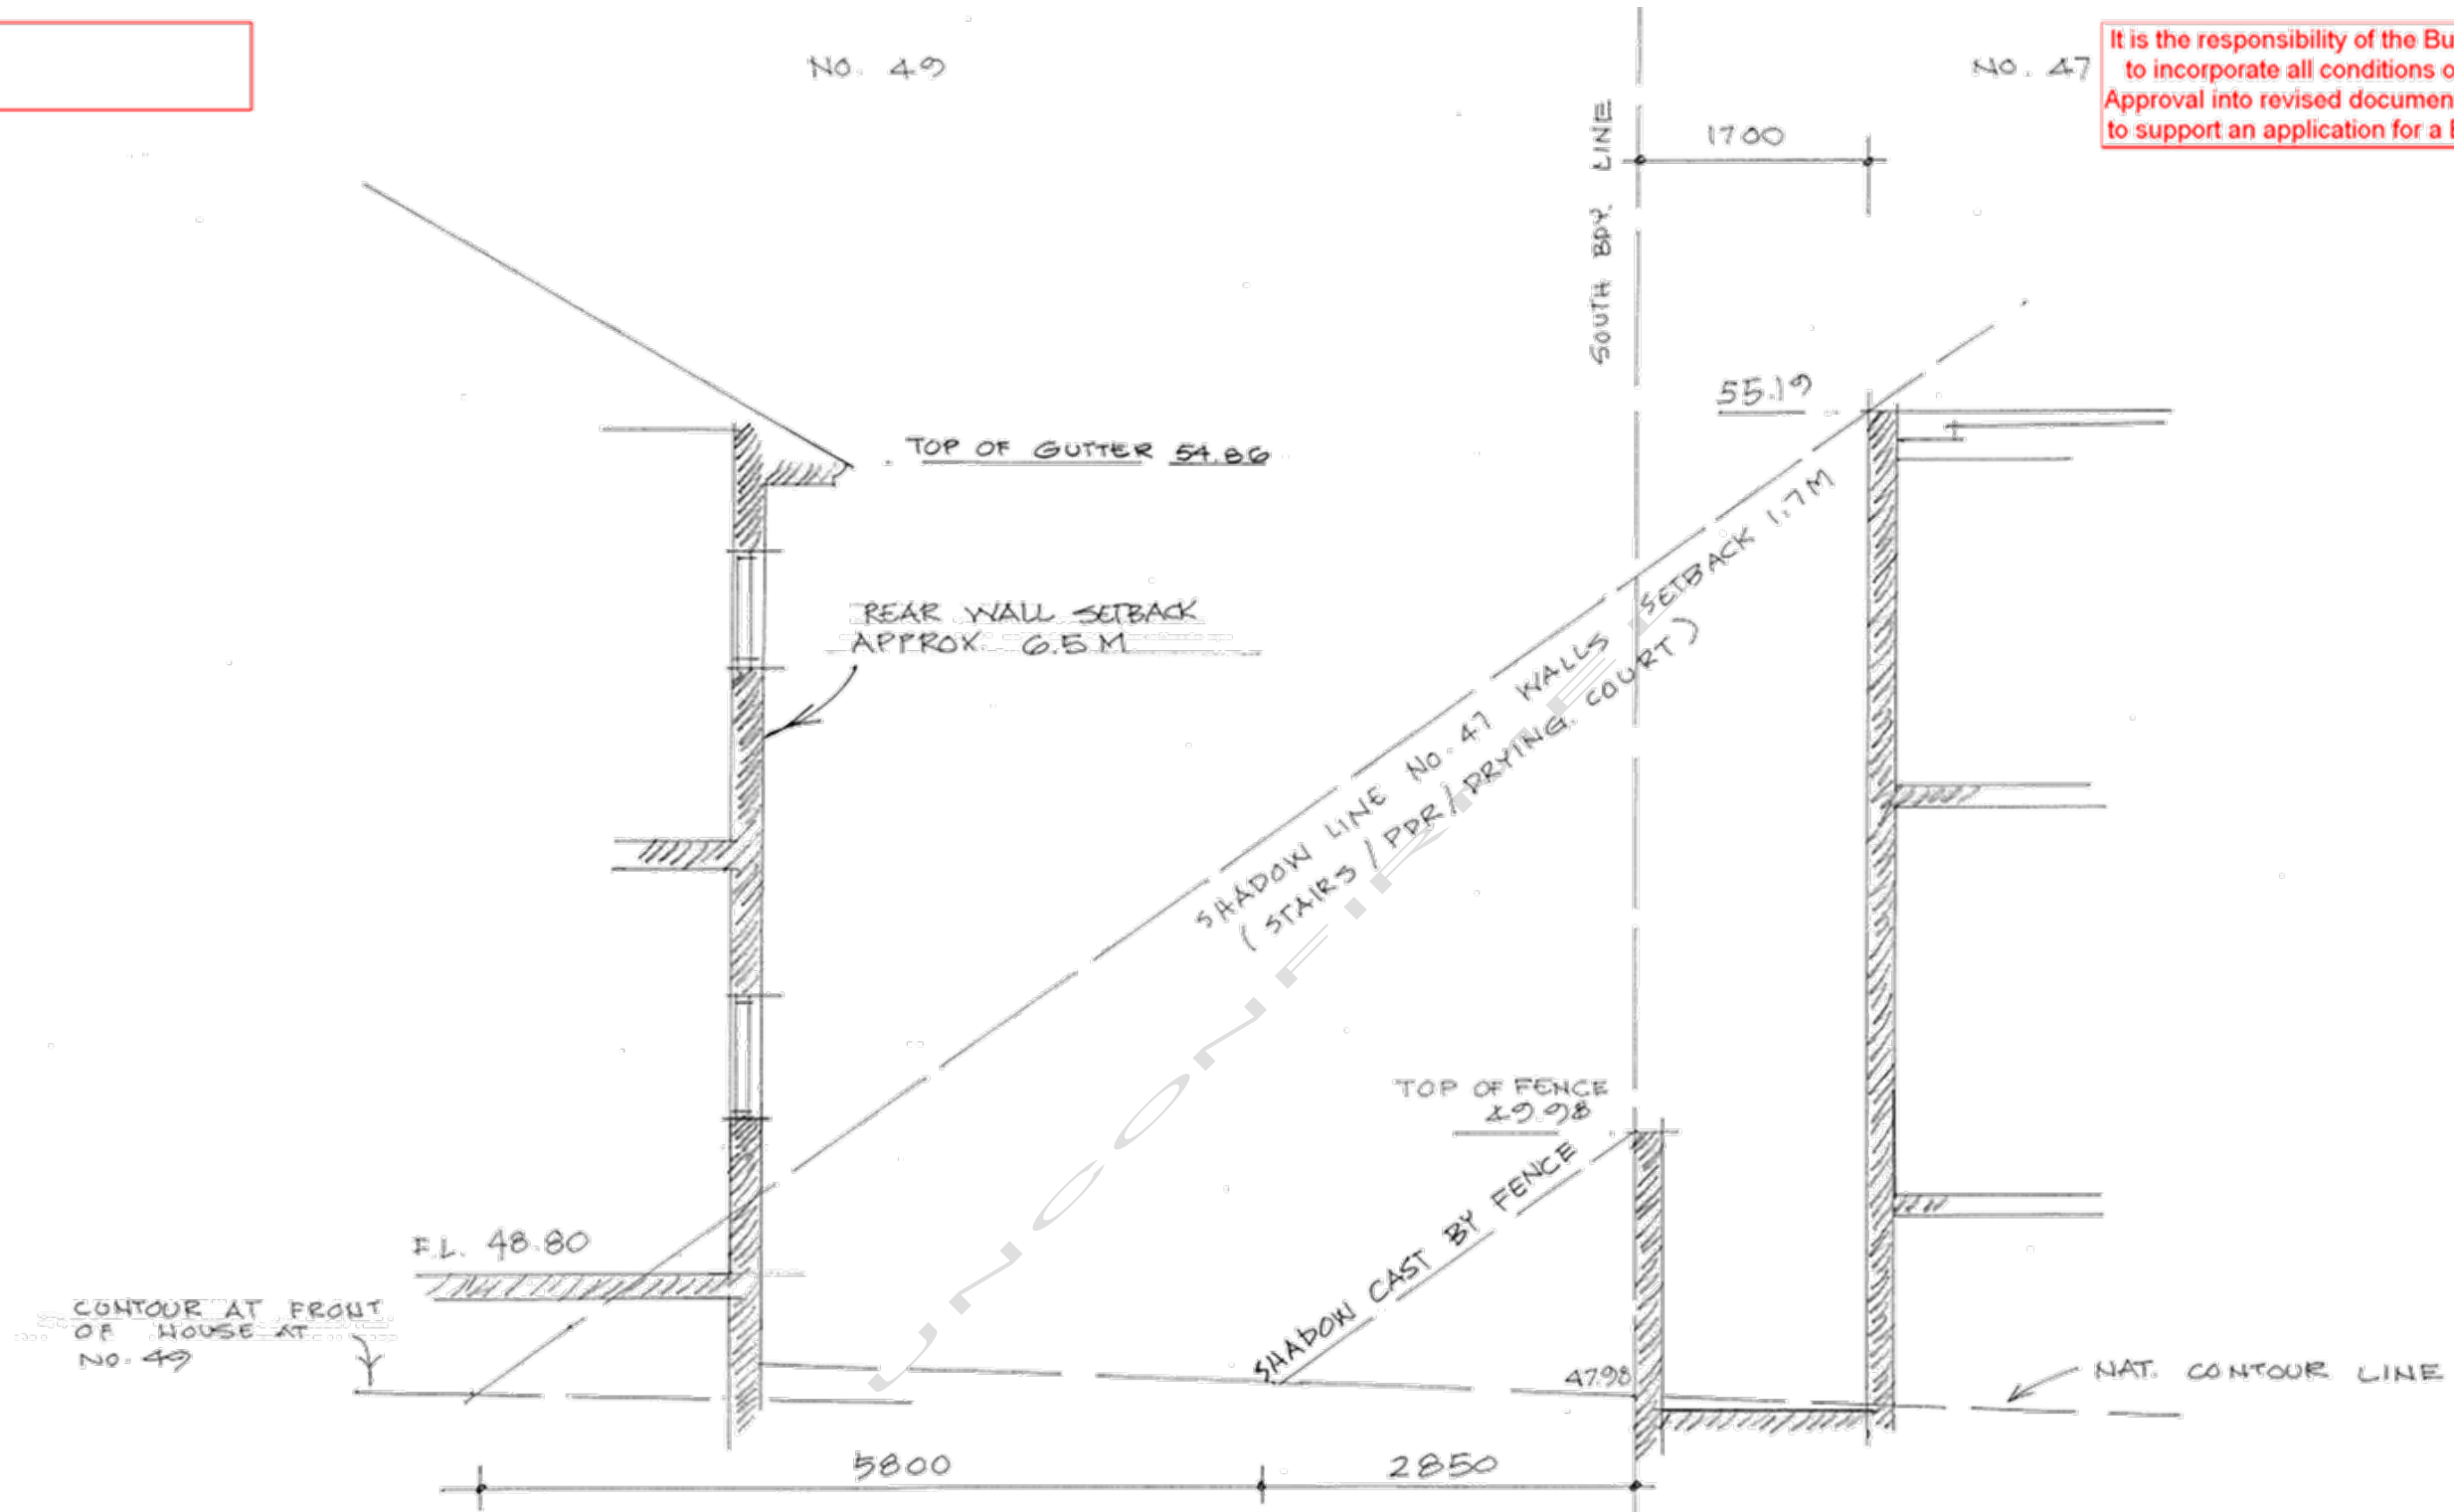 NO. 49
NO. 47
It is the responsibility of the Bu
to incorporate all conditions o
Approval into revised documen
to support an application for a
SOUTH BDY. LINE
1700
55.19
TOP OF GUTTER 54.86
REAR WALL SETBACK
APPROX. 6.5 M
SHADOW LINE NO. 47 WALLS SETBACK 1.7M
(STAIRS / PDR / DRYING COURT)
TOP OF FENCE
49.98
SHADOW CAST BY FENCE
F.L. 48.80
CONTOUR AT FRONT
OF HOUSE AT
NO. 49
47.98
NAT. CONTOUR LINE
5800
2850